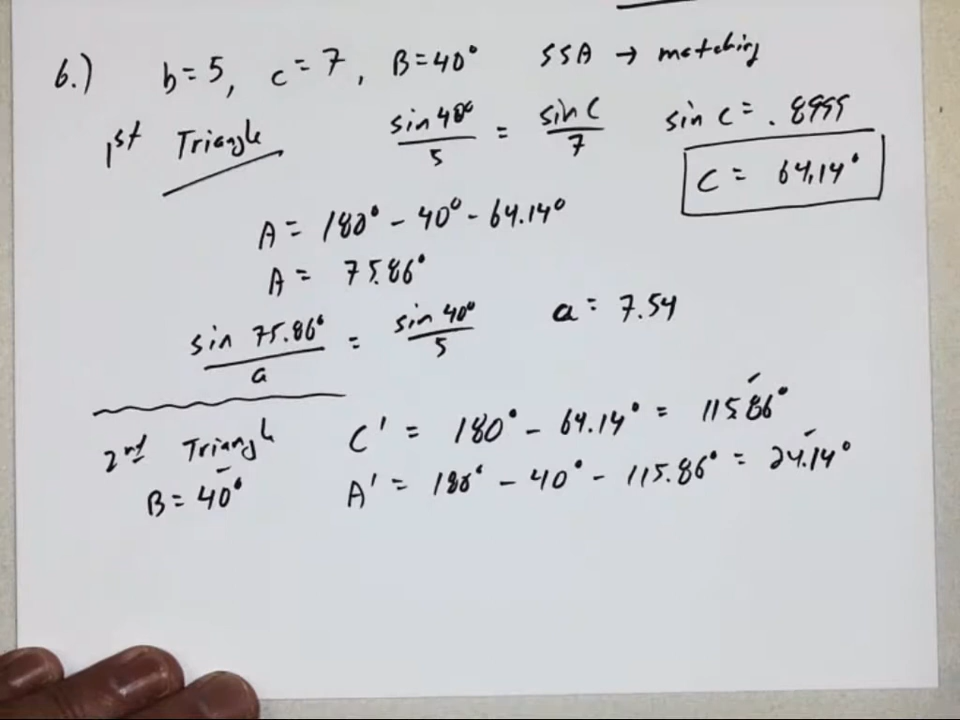 6.) b = 5, c = 7, B = 40° SSA → matching
1st Triangle sin 40°/5 = sin C/7 sin C = .8999
C = 64.14°
A = 180° - 40° - 64.14°
A = 75.86°
sin 75.86°/a = sin 40°/5 a = 7.54
2nd Triangle C' = 180° - 64.14° = 115.86°
B = 40° A' = 180° - 40° - 115.86° = 24.14°